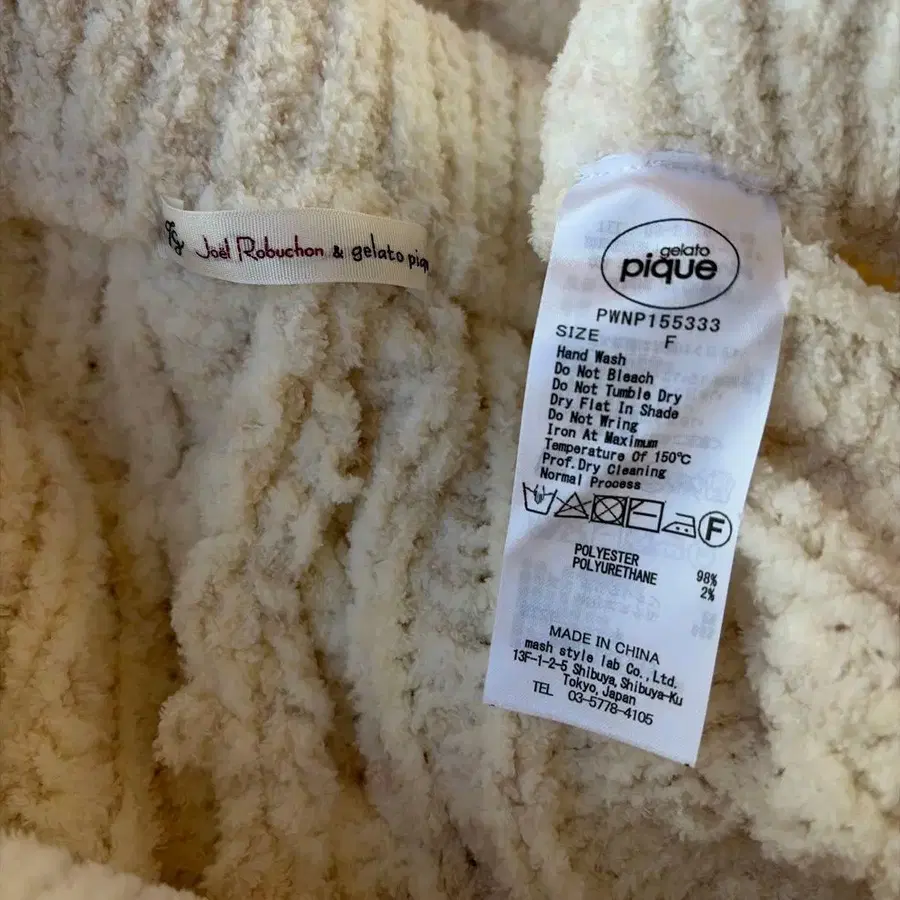 Joël Robuchon & gelato piq
gelato
pique
PWNP155333
SIZE F
Hand Wash
Do Not Bleach
Do Not Tumble Dry
Dry Flat In Shade
Do Not Wring
Iron At Maximum
Temperature Of 150℃
Prof.Dry Cleaning
Normal Process
F
POLYESTER 98%
POLYURETHANE 2%
MADE IN CHINA
mash style lab Co.,Ltd.
13F-1-2-5 Shibuya,Shibuya-Ku
Tokyo,Japan
TEL 03-5778-4105